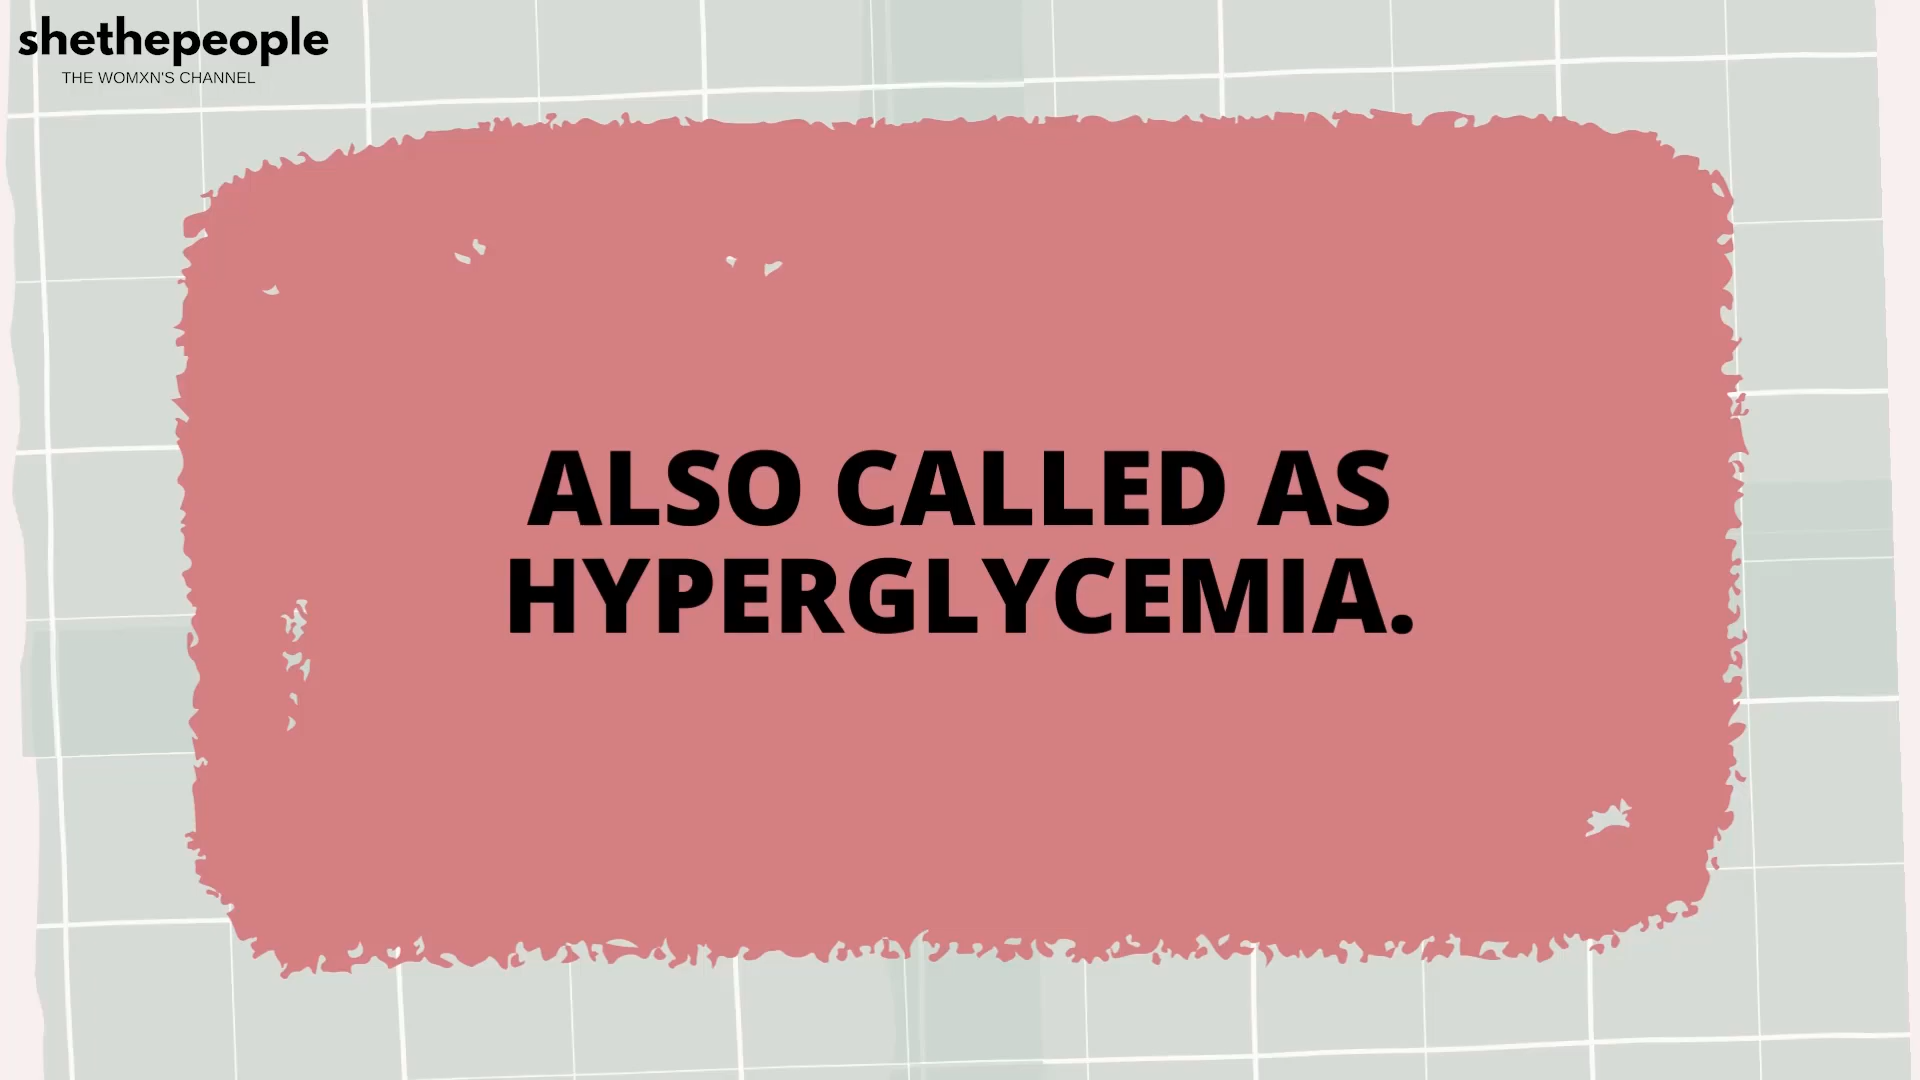 shethepeople
THE WOMXN'S CHANNEL
ALSO CALLED AS
HYPERGLYCEMIA.